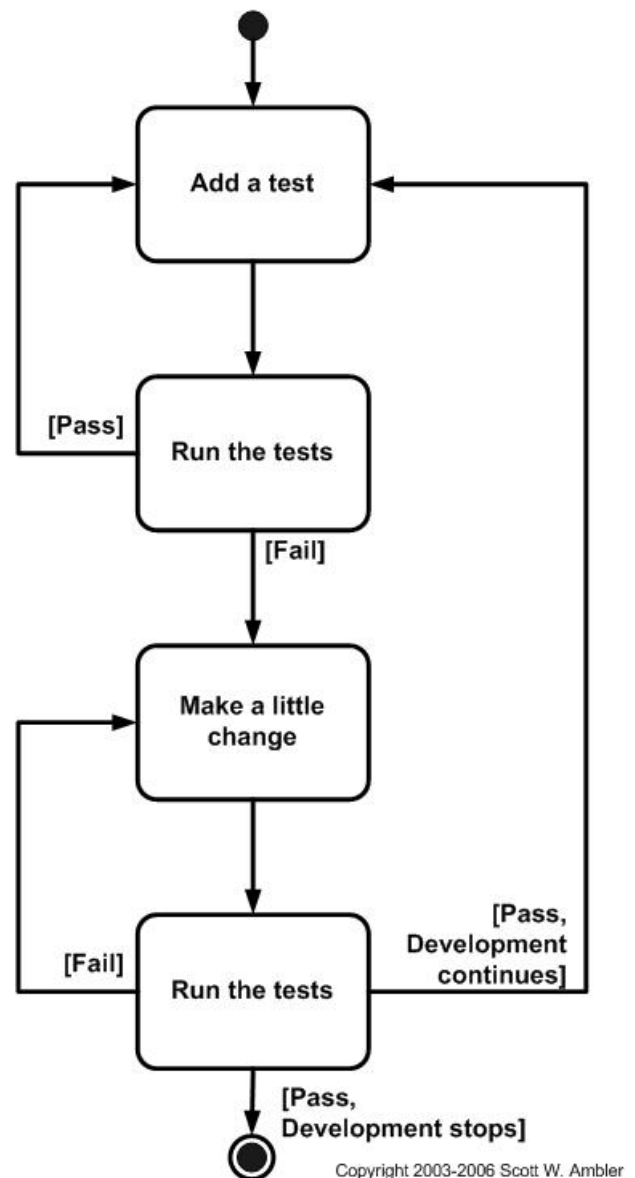 Add a test
[Pass]
Run the tests
[Fail]
Make a little
change
[Fail]
Run the tests
[Pass,
Development
continues]
[Pass,
Development stops]
Copyright 2003-2006 Scott W. Ambler